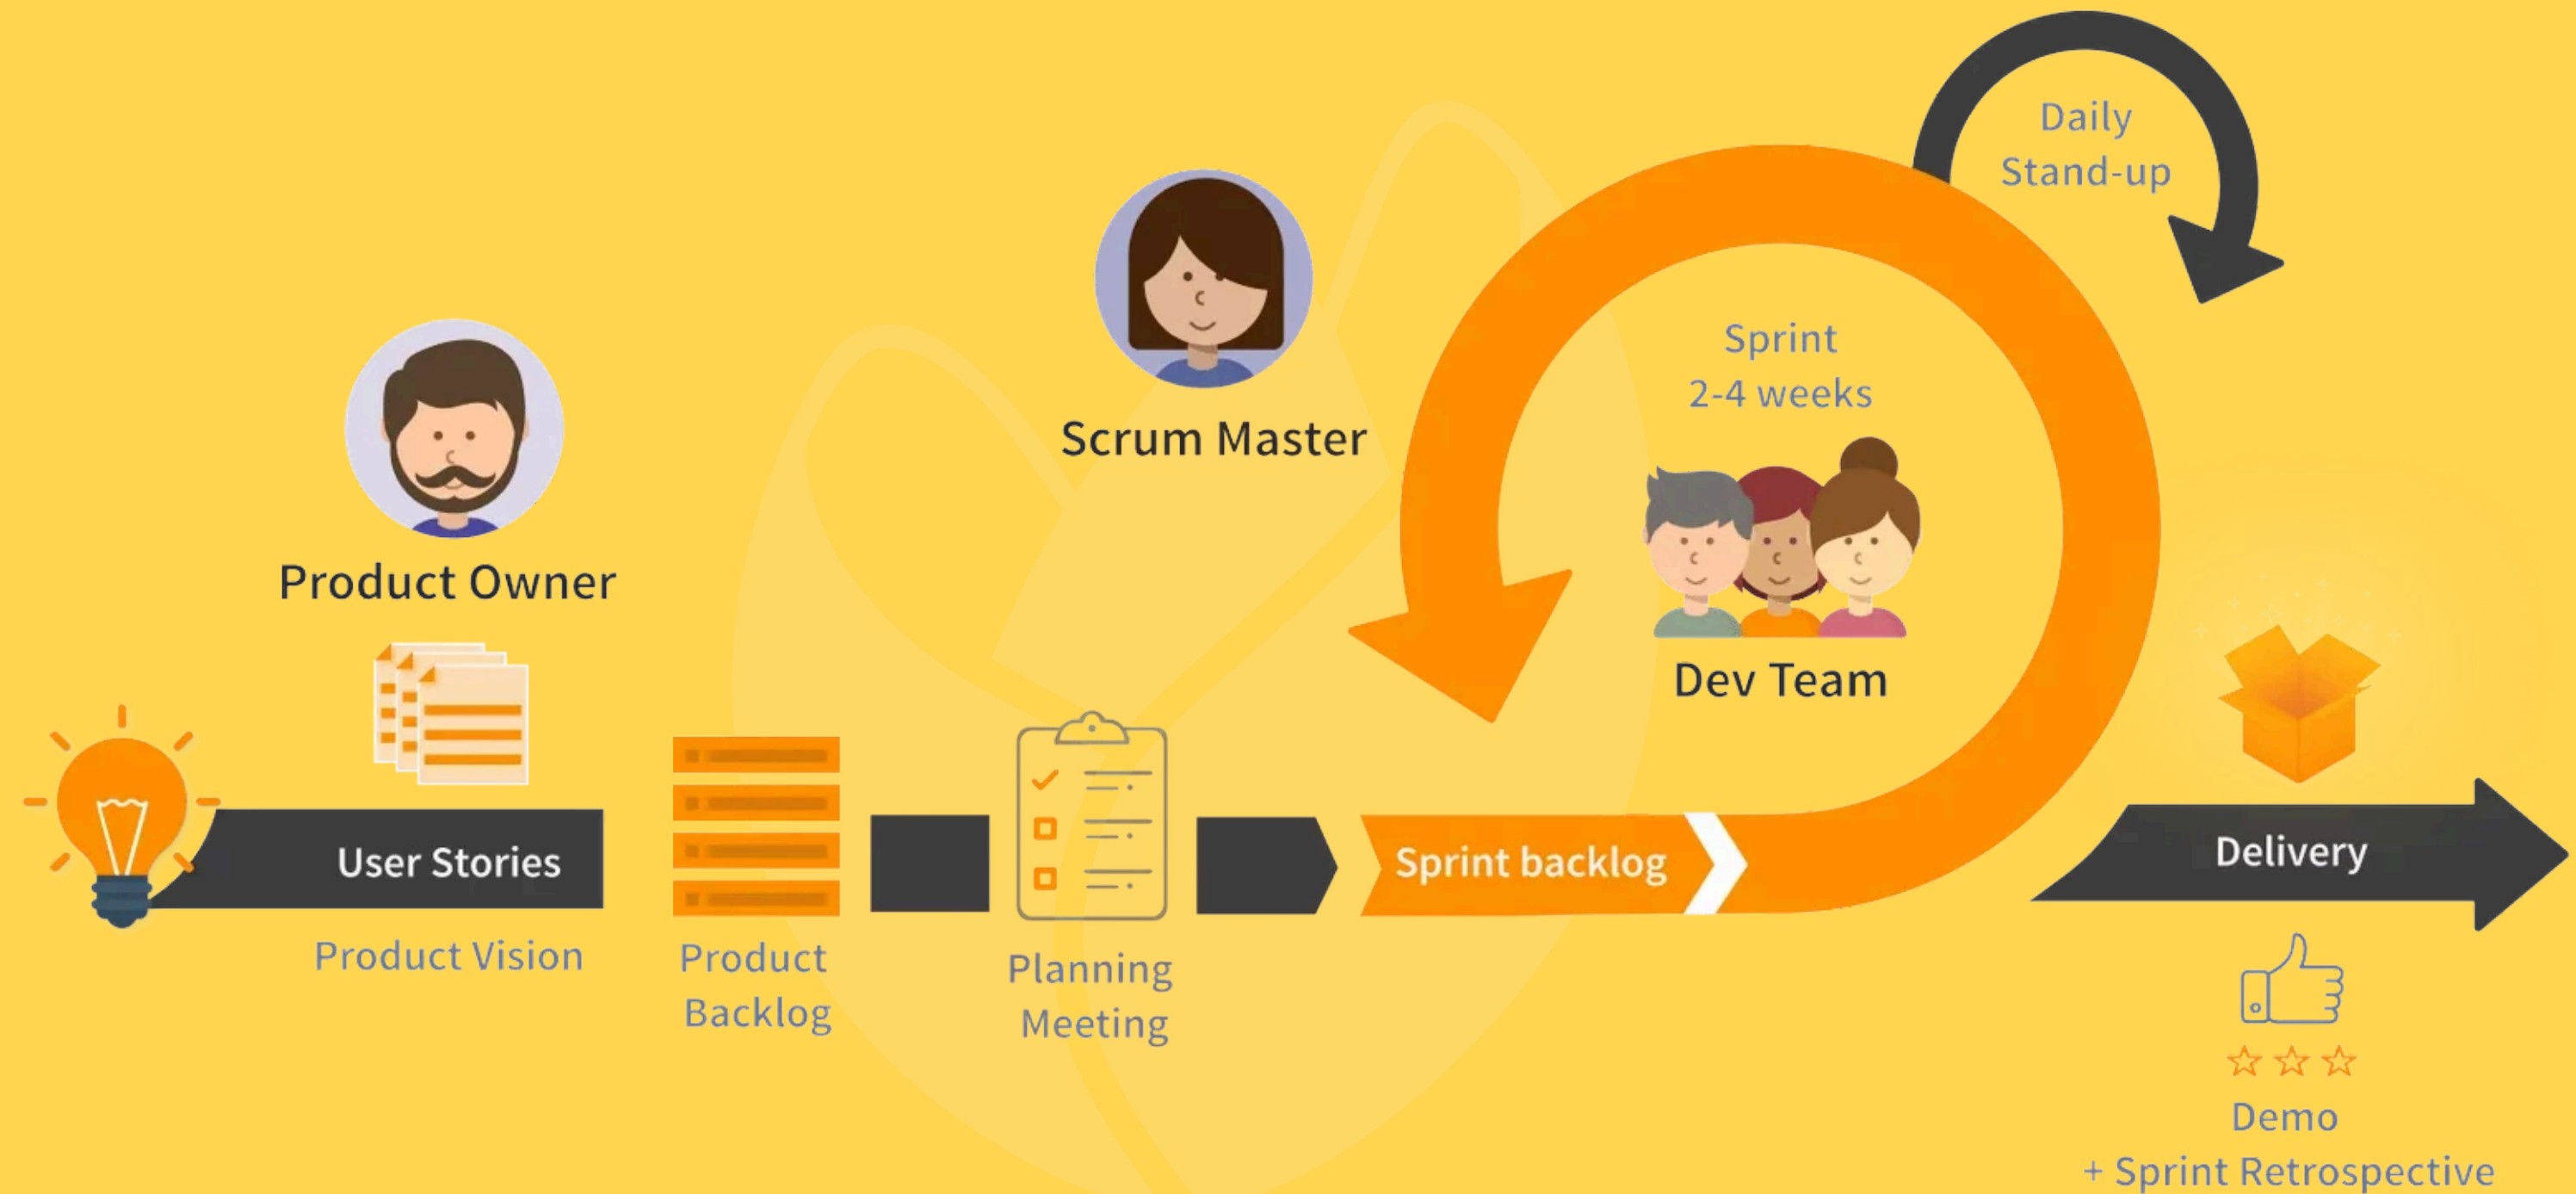 Daily
Stand-up
Sprint
2-4 weeks
Scrum Master
Product Owner
Dev Team
User Stories
Sprint backlog
Delivery
Product Vision
Product
Backlog
Planning
Meeting
Demo
+ Sprint Retrospective